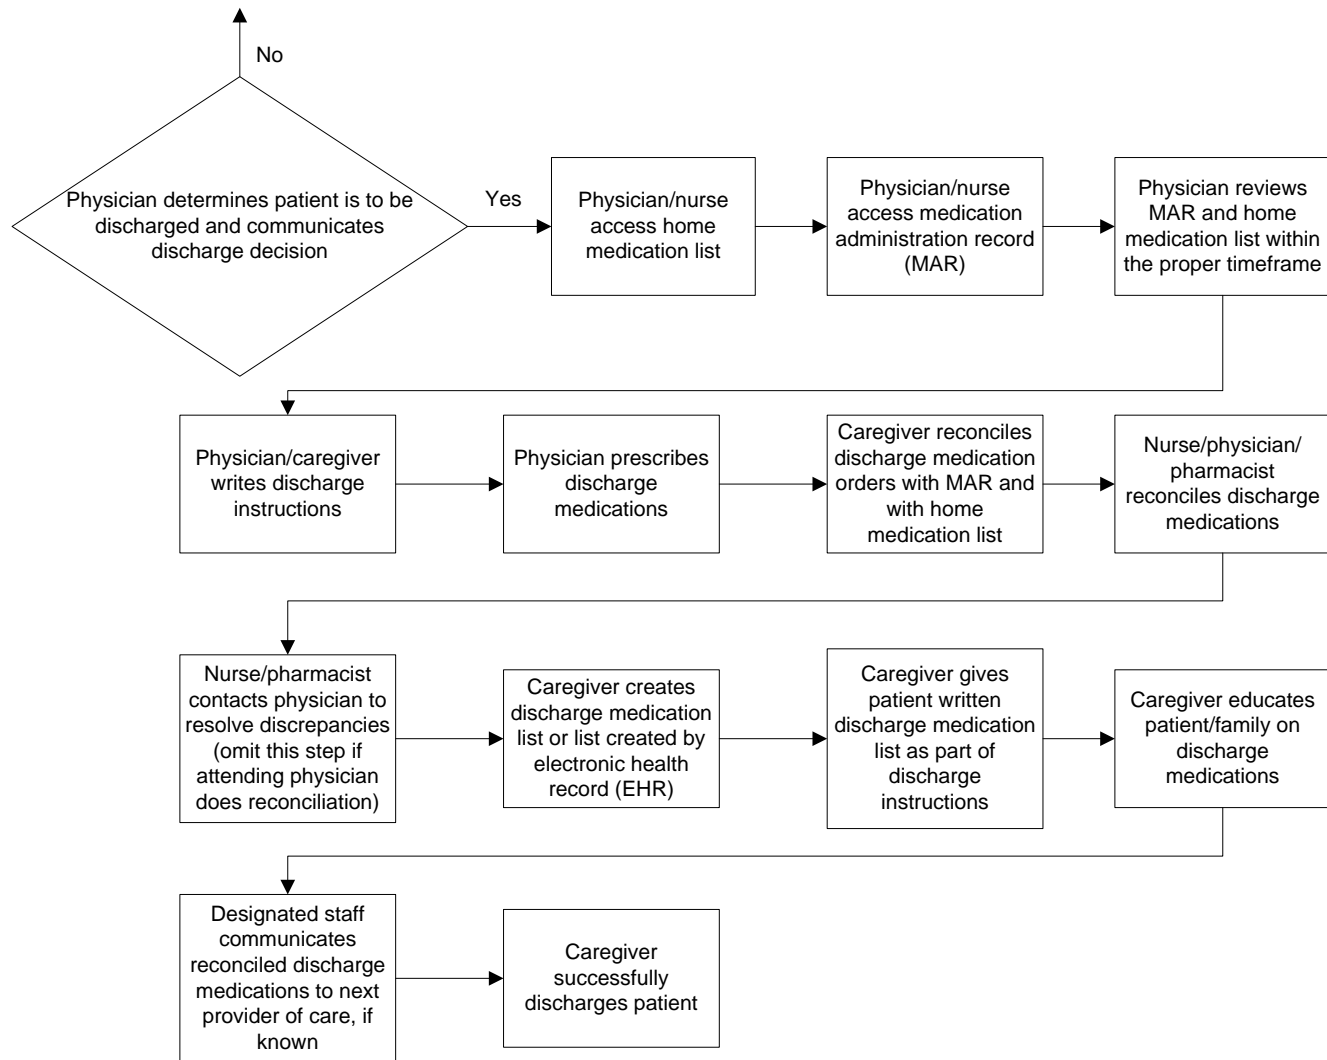 No
Physician determines patient is to be
discharged and communicates
discharge decision
Yes
Physician/nurse
access home
medication list
Physician/nurse
access medication
administration record
(MAR)
Physician reviews
MAR and home
medication list within
the proper timeframe
Physician/caregiver
writes discharge
instructions
Physician prescribes
discharge
medications
Caregiver reconciles
discharge medication
orders with MAR and
with home
medication list
Nurse/physician/
pharmacist
reconciles discharge
medications
Nurse/pharmacist
contacts physician to
resolve discrepancies
(omit this step if
attending physician
does reconciliation)
Caregiver creates
discharge medication
list or list created by
electronic health
record (EHR)
Caregiver gives
patient written
discharge medication
list as part of
discharge
instructions
Caregiver educates
patient/family on
discharge
medications
Designated staff
communicates
reconciled discharge
medications to next
provider of care, if
known
Caregiver
successfully
discharges patient